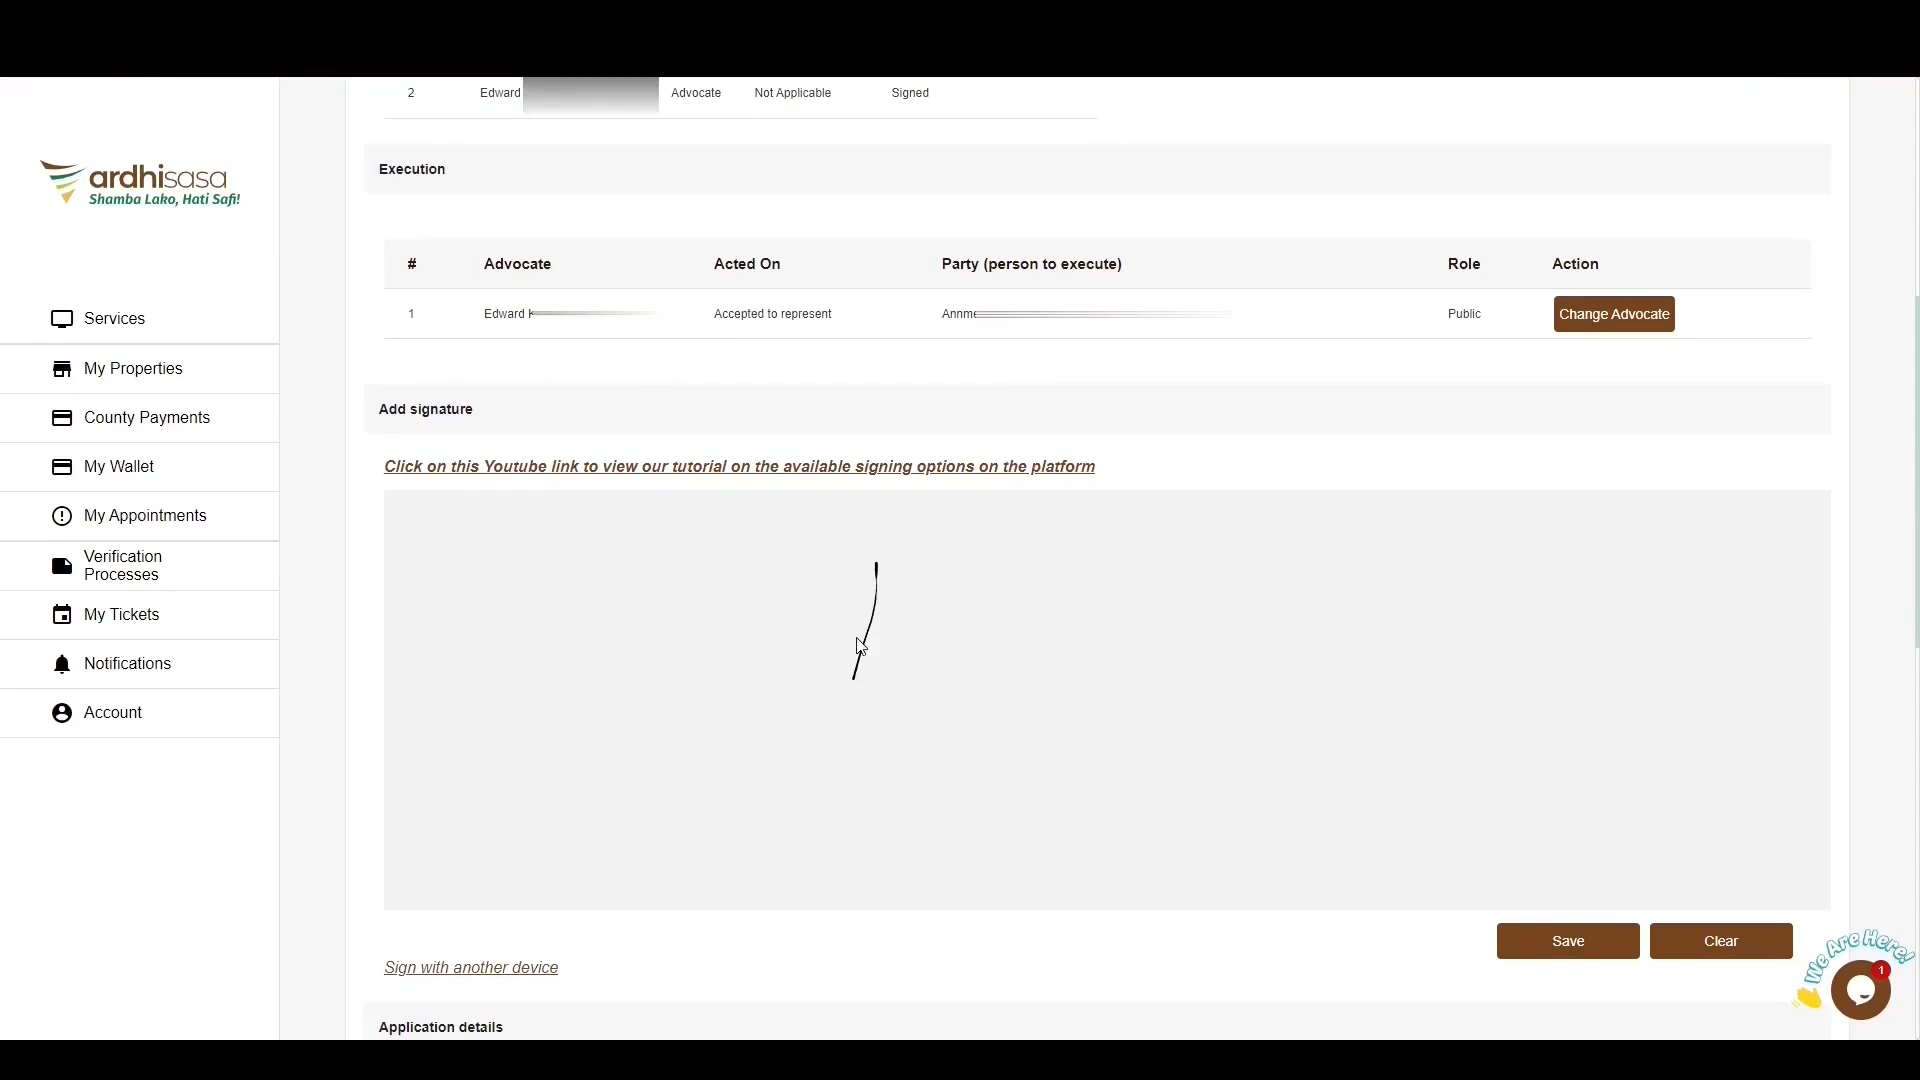 2 Edward Advocate Not Applicable Signed
ardhisasa
Shamba Lako, Hati Safi!
Execution
# Advocate Acted On Party (person to execute) Role Action
1 Edward Accepted to represent Public Change Advocate
Services
My Properties
County Payments
My Wallet
My Appointments
Verification
Processes
My Tickets
Notifications
Account
Add signature
Click on this Youtube link to view our tutorial on the available signing options on the platform
Save Clear
Sign with another device
We Are Here!
1
Application details